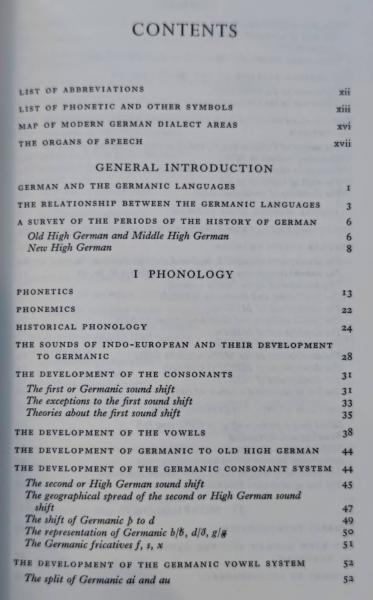 CONTENTS
LIST OF ABBREVIATIONS xii
LIST OF PHONETIC AND OTHER SYMBOLS xiii
MAP OF MODERN GERMAN DIALECT AREAS xvi
THE ORGANS OF SPEECH xvii
GENERAL INTRODUCTION
GERMAN AND THE GERMANIC LANGUAGES 1
THE RELATIONSHIP BETWEEN THE GERMANIC LANGUAGES 3
A SURVEY OF THE PERIODS OF THE HISTORY OF GERMAN 6
Old High German and Middle High German 6
New High German 8
I PHONOLOGY
PHONETICS 13
PHONEMICS 22
HISTORICAL PHONOLOGY 24
THE SOUNDS OF INDO-EUROPEAN AND THEIR DEVELOPMENT
TO GERMANIC 28
THE DEVELOPMENT OF THE CONSONANTS 31
The first or Germanic sound shift 31
The exceptions to the first sound shift 33
Theories about the first sound shift 35
THE DEVELOPMENT OF THE VOWELS 38
THE DEVELOPMENT OF GERMANIC TO OLD HIGH GERMAN 44
THE DEVELOPMENT OF THE GERMANIC CONSONANT SYSTEM 44
The second or High German sound shift 45
The geographical spread of the second or High German sound
shift 47
The shift of Germanic þ to d 49
The representation of Germanic b/ƀ, d/ð, g/ǥ 50
The Germanic fricatives f, s, x 51
THE DEVELOPMENT OF THE GERMANIC VOWEL SYSTEM 52
The split of Germanic ai and au 52